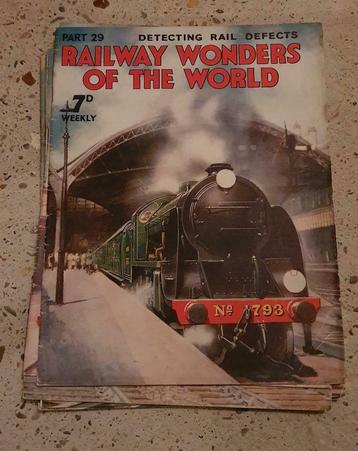 PART 29 DETECTING RAIL DEFECTS
RAILWAY WONDERS
OF THE WORLD
7D
WEEKLY
Nº 793